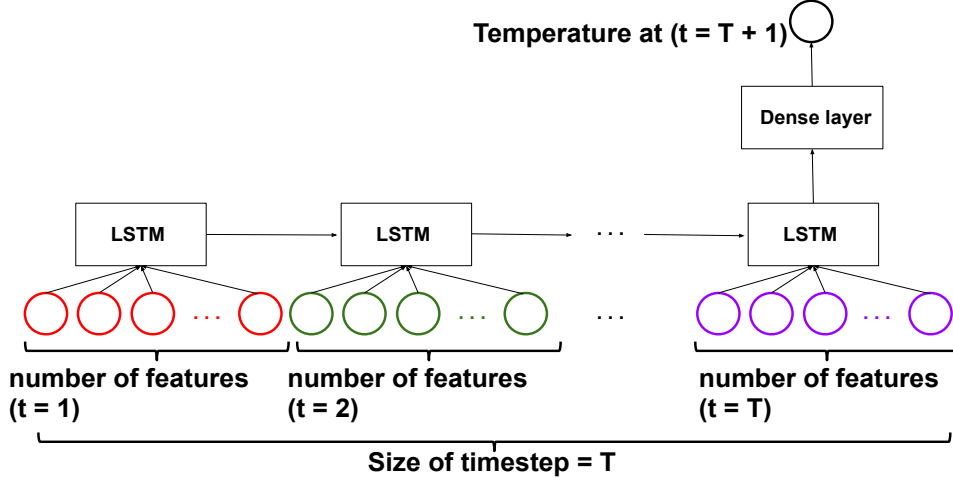 Temperature at (t = T + 1)
Dense layer
LSTM
LSTM
. . .
LSTM
. . .
. . .
. . .
. . .
number of features
(t = 1)
number of features
(t = 2)
number of features
(t = T)
Size of timestep = T